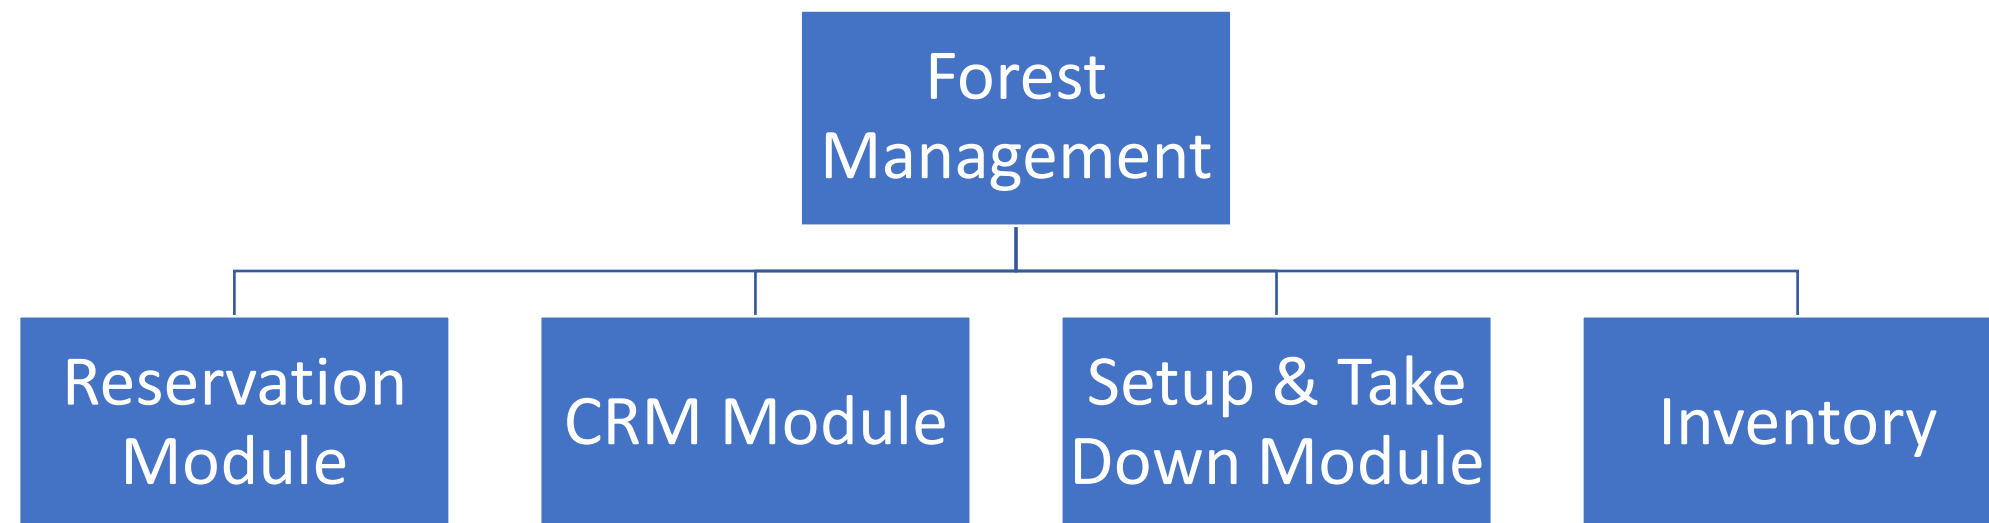 Forest
Management
Reservation
Module
CRM Module
Setup & Take
Down Module
Inventory